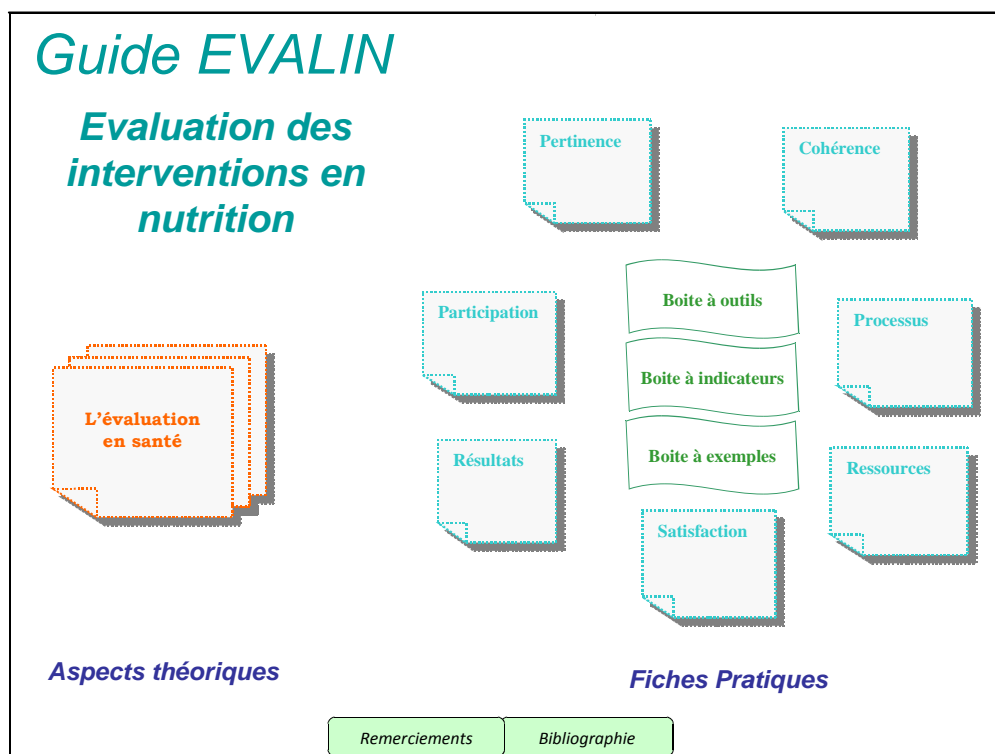 Guide EVALIN
Evaluation des
interventions en
nutrition
L'évaluation
en santé
Aspects théoriques
Pertinence
Cohérence
Participation
Boite à outils
Processus
Boite à indicateurs
Résultats
Boite à exemples
Ressources
Satisfaction
Fiches Pratiques
Remerciements
Bibliographie